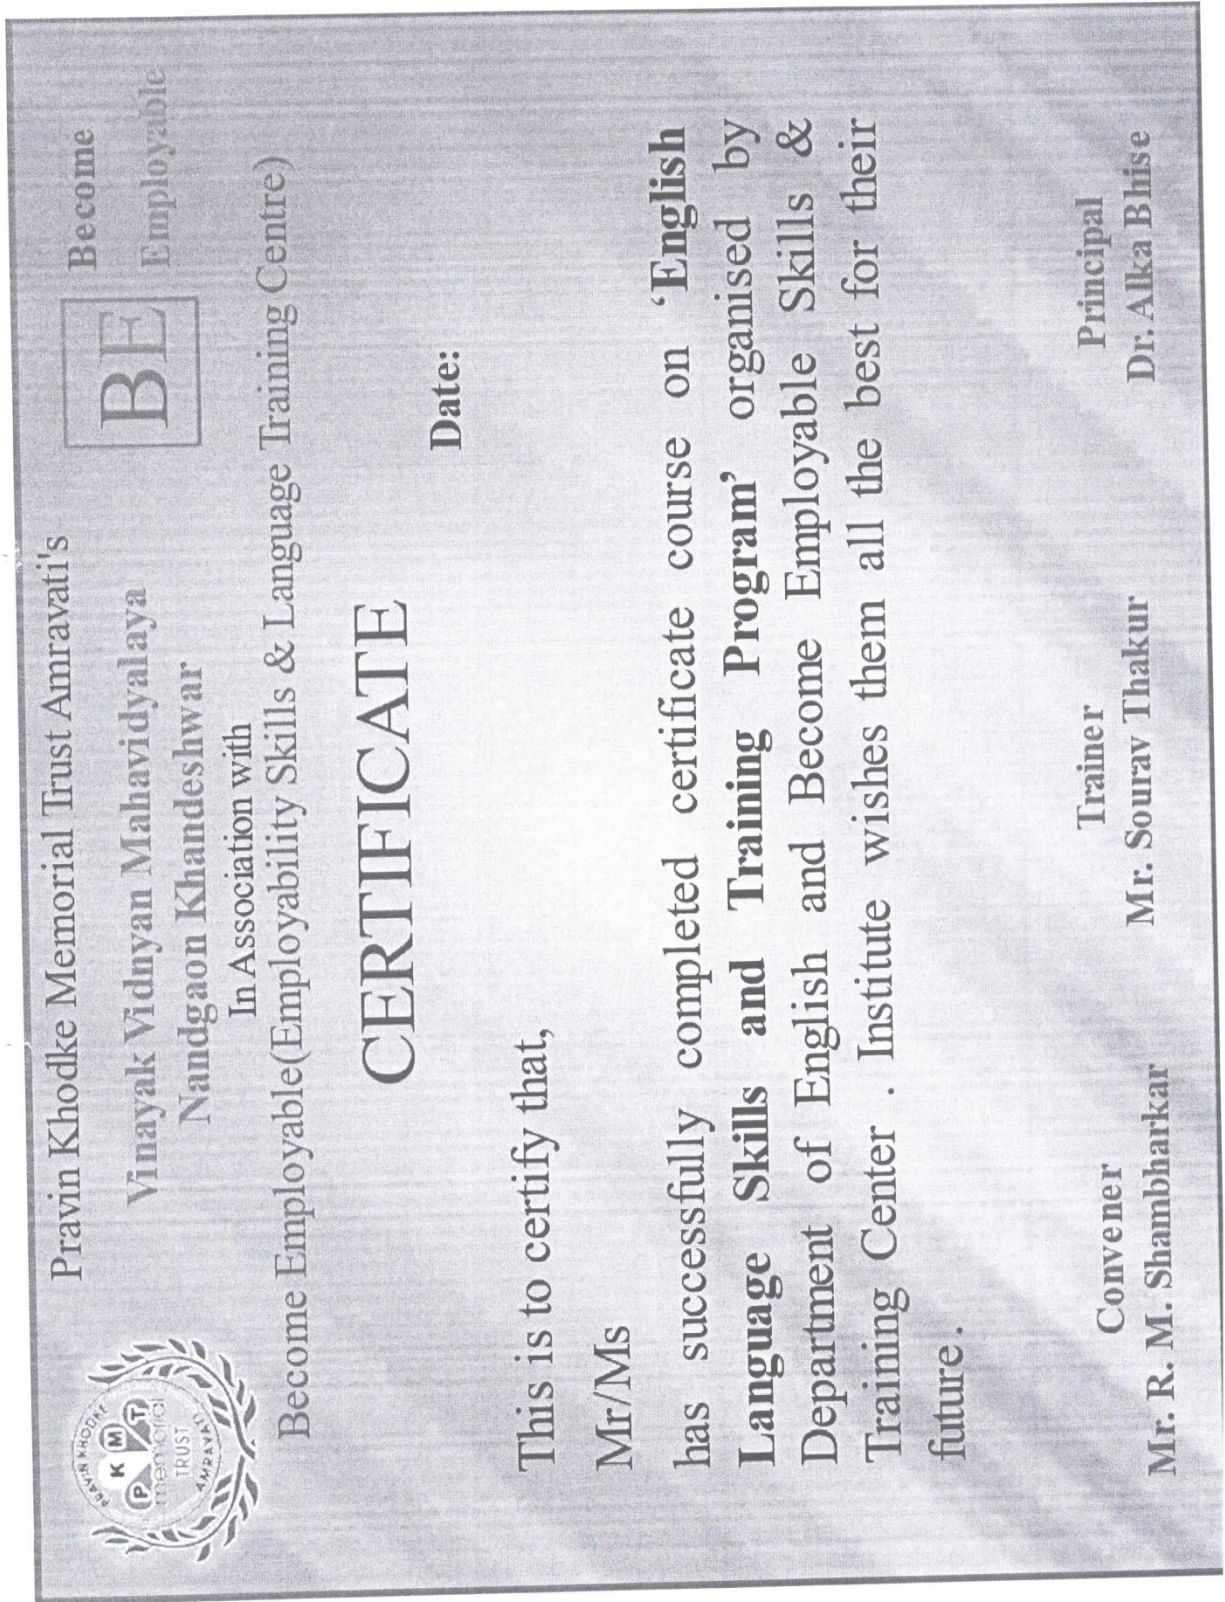 Pravin Khodke Memorial Trust Amravati's
Vinayak Vidnyan Mahavidyalaya
Nandgaon Khandeshwar
In Association with
Become Employable(Employability Skills & Language Training Centre)
BE
Become
Employable
PRAVIN KHODKE
P K M T
memorial
TRUST
AMRAVATI
CERTIFICATE
Date:
This is to certify that,
Mr/Ms
has successfully completed certificate course on ‘English
Language Skills and Training Program’ organised by
Department of English and Become Employable Skills &
Training Center . Institute wishes them all the best for their
future.
Convener
Mr. R. M. Shambharkar
Trainer
Mr. Sourav Thakur
Principal
Dr. Alka Bhise